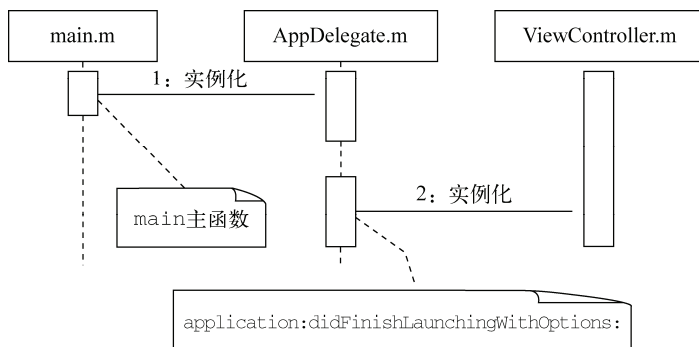 main.m
AppDelegate.m
ViewController.m
1：实例化
2：实例化
main主函数
application:didFinishLaunchingWithOptions: